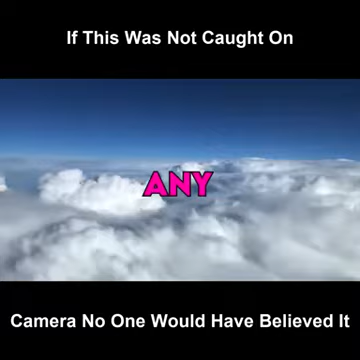 If This Was Not Caught On
ANY
Camera No One Would Have Believed It